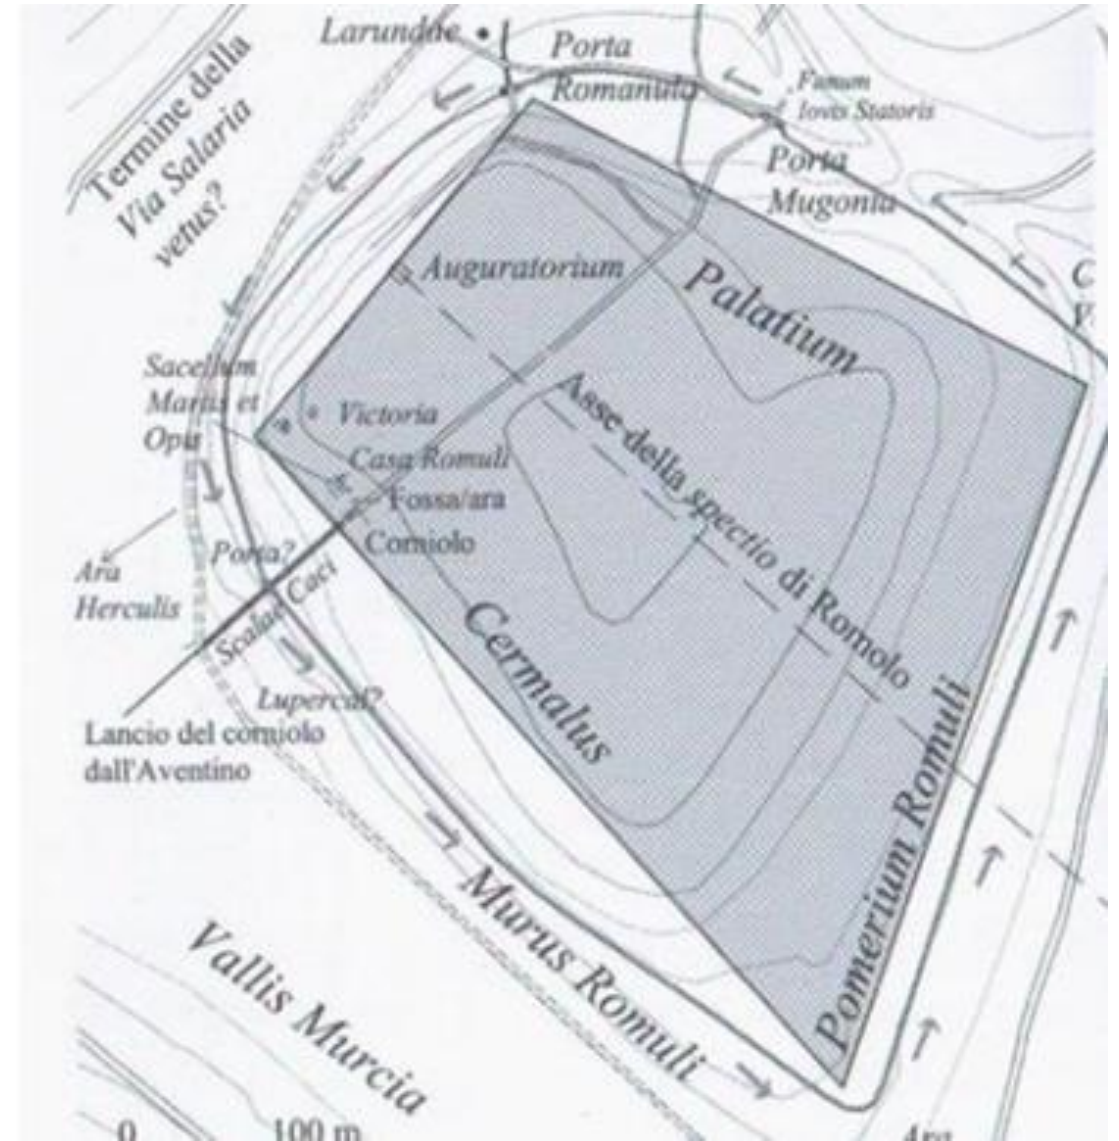 Larundae
Porta
Romanula
Termine della
Via Salaria
vetus?
Fanum
Iovis Statoris
Porta
Mugonia
Auguratorium
Palatium
Sacellum
Martis et
Opis
Victoria
Casa Romuli
Fossa/ara
Corniolo
Asse della spectio di Romolo
Ara
Herculis
Porta?
Scalae Caci
Cermalus
Lupercal?
Lancio del corniolo
dall'Aventino
Pomerium Romuli
Murus Romuli
Vallis Murcia
0 100 m
Ara